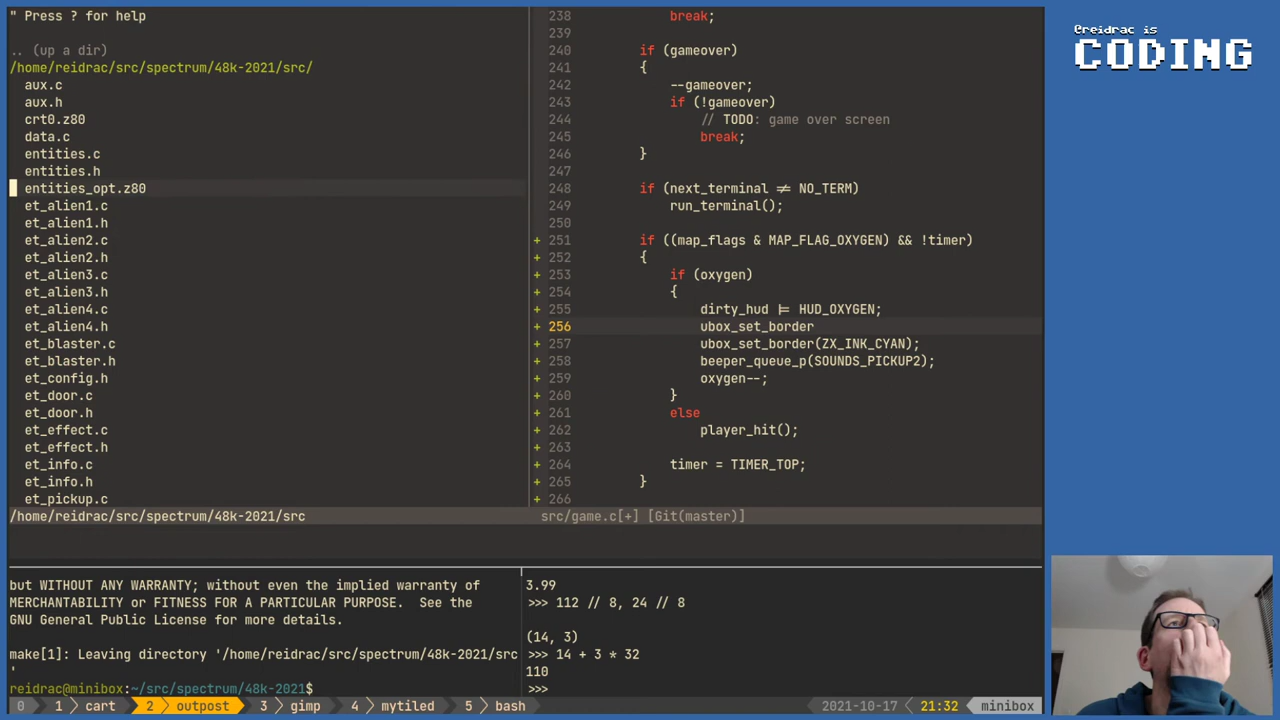 " Press ? for help
.. (up a dir)
/home/reidrac/src/spectrum/48k-2021/src/
aux.c
aux.h
crt0.z80
data.c
entities.c
entities.h
entities_opt.z80
et_alien1.c
et_alien1.h
et_alien2.c
et_alien2.h
et_alien3.c
et_alien3.h
et_alien4.c
et_alien4.h
et_blaster.c
et_blaster.h
et_config.h
et_door.c
et_door.h
et_effect.c
et_effect.h
et_info.c
et_info.h
et_pickup.c
/home/reidrac/src/spectrum/48k-2021/src
238 break;
239
240 if (gameover)
241 {
242 --gameover;
243 if (!gameover)
244 // TODO: game over screen
245 break;
246 }
247
248 if (next_terminal ≠ NO_TERM)
249 run_terminal();
250
+ 251 if ((map_flags & MAP_FLAG_OXYGEN) && !timer)
+ 252 {
+ 253 if (oxygen)
+ 254 {
+ 255 dirty_hud |= HUD_OXYGEN;
+ 256 ubox_set_border
+ 257 ubox_set_border(ZX_INK_CYAN);
+ 258 beeper_queue_p(SOUNDS_PICKUP2);
+ 259 oxygen--;
+ 260 }
+ 261 else
+ 262 player_hit();
+ 263
+ 264 timer = TIMER_TOP;
+ 265 }
+ 266
src/game.c[+] [Git(master)]
but WITHOUT ANY WARRANTY; without even the implied warranty of
MERCHANTABILITY or FITNESS FOR A PARTICULAR PURPOSE. See the
GNU General Public License for more details.
make[1]: Leaving directory '/home/reidrac/src/spectrum/48k-2021/src
'
reidrac@minibox:~/src/spectrum/48k-2021$
3.99
>>> 112 // 8, 24 // 8
(14, 3)
>>> 14 + 3 * 32
110
>>>
0 1 cart 2 outpost 3 gimp 4 mytiled 5 bash 2021-10-17 21:32 minibox
@reidrac is
CODING